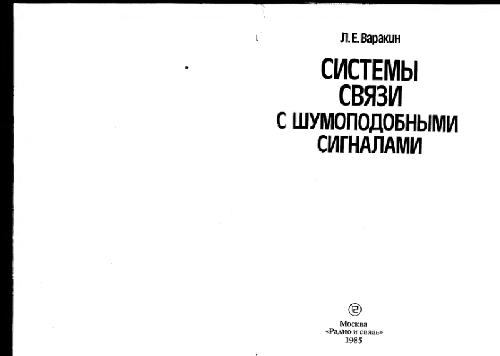 Л.Е.Варакин
СИСТЕМЫ
СВЯЗИ
С ШУМОПОДОБНЫМИ
СИГНАЛАМИ
Москва
«Радио и связь»
1985